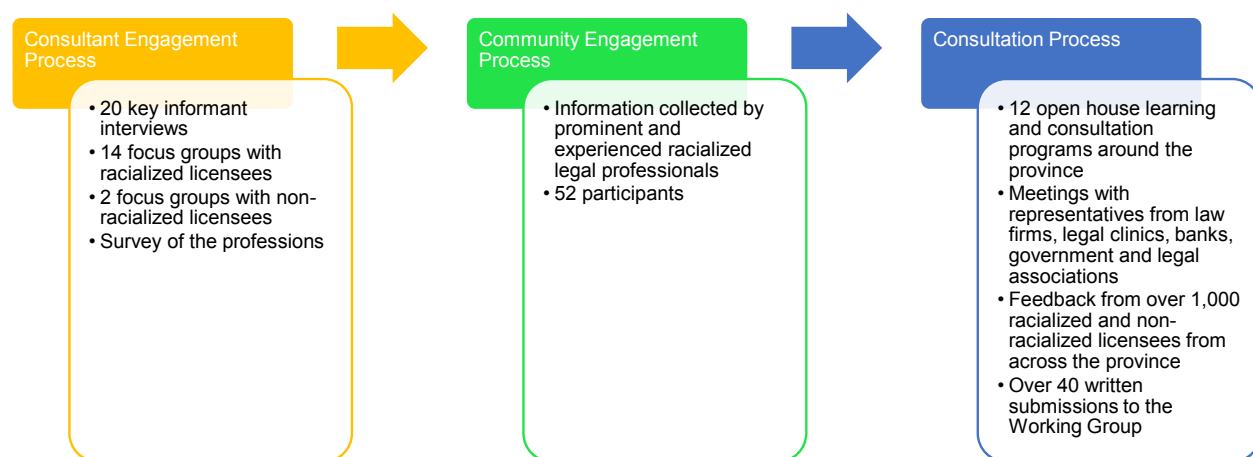 Consultant Engagement
Process
• 20 key informant
interviews
• 14 focus groups with
racialized licensees
• 2 focus groups with non-
racialized licensees
• Survey of the professions
Community Engagement
Process
• Information collected by
prominent and
experienced racialized
legal professionals
• 52 participants
Consultation Process
• 12 open house learning
and consultation
programs around the
province
• Meetings with
representatives from law
firms, legal clinics, banks,
government and legal
associations
• Feedback from over 1,000
racialized and non-
racialized licensees from
across the province
• Over 40 written
submissions to the
Working Group